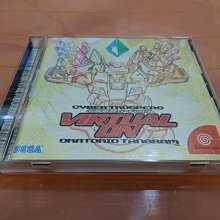 CYBER TROOPERS
VIRTUAL ON
ORATORIO TANGRAM
SEGA
Dreamcast